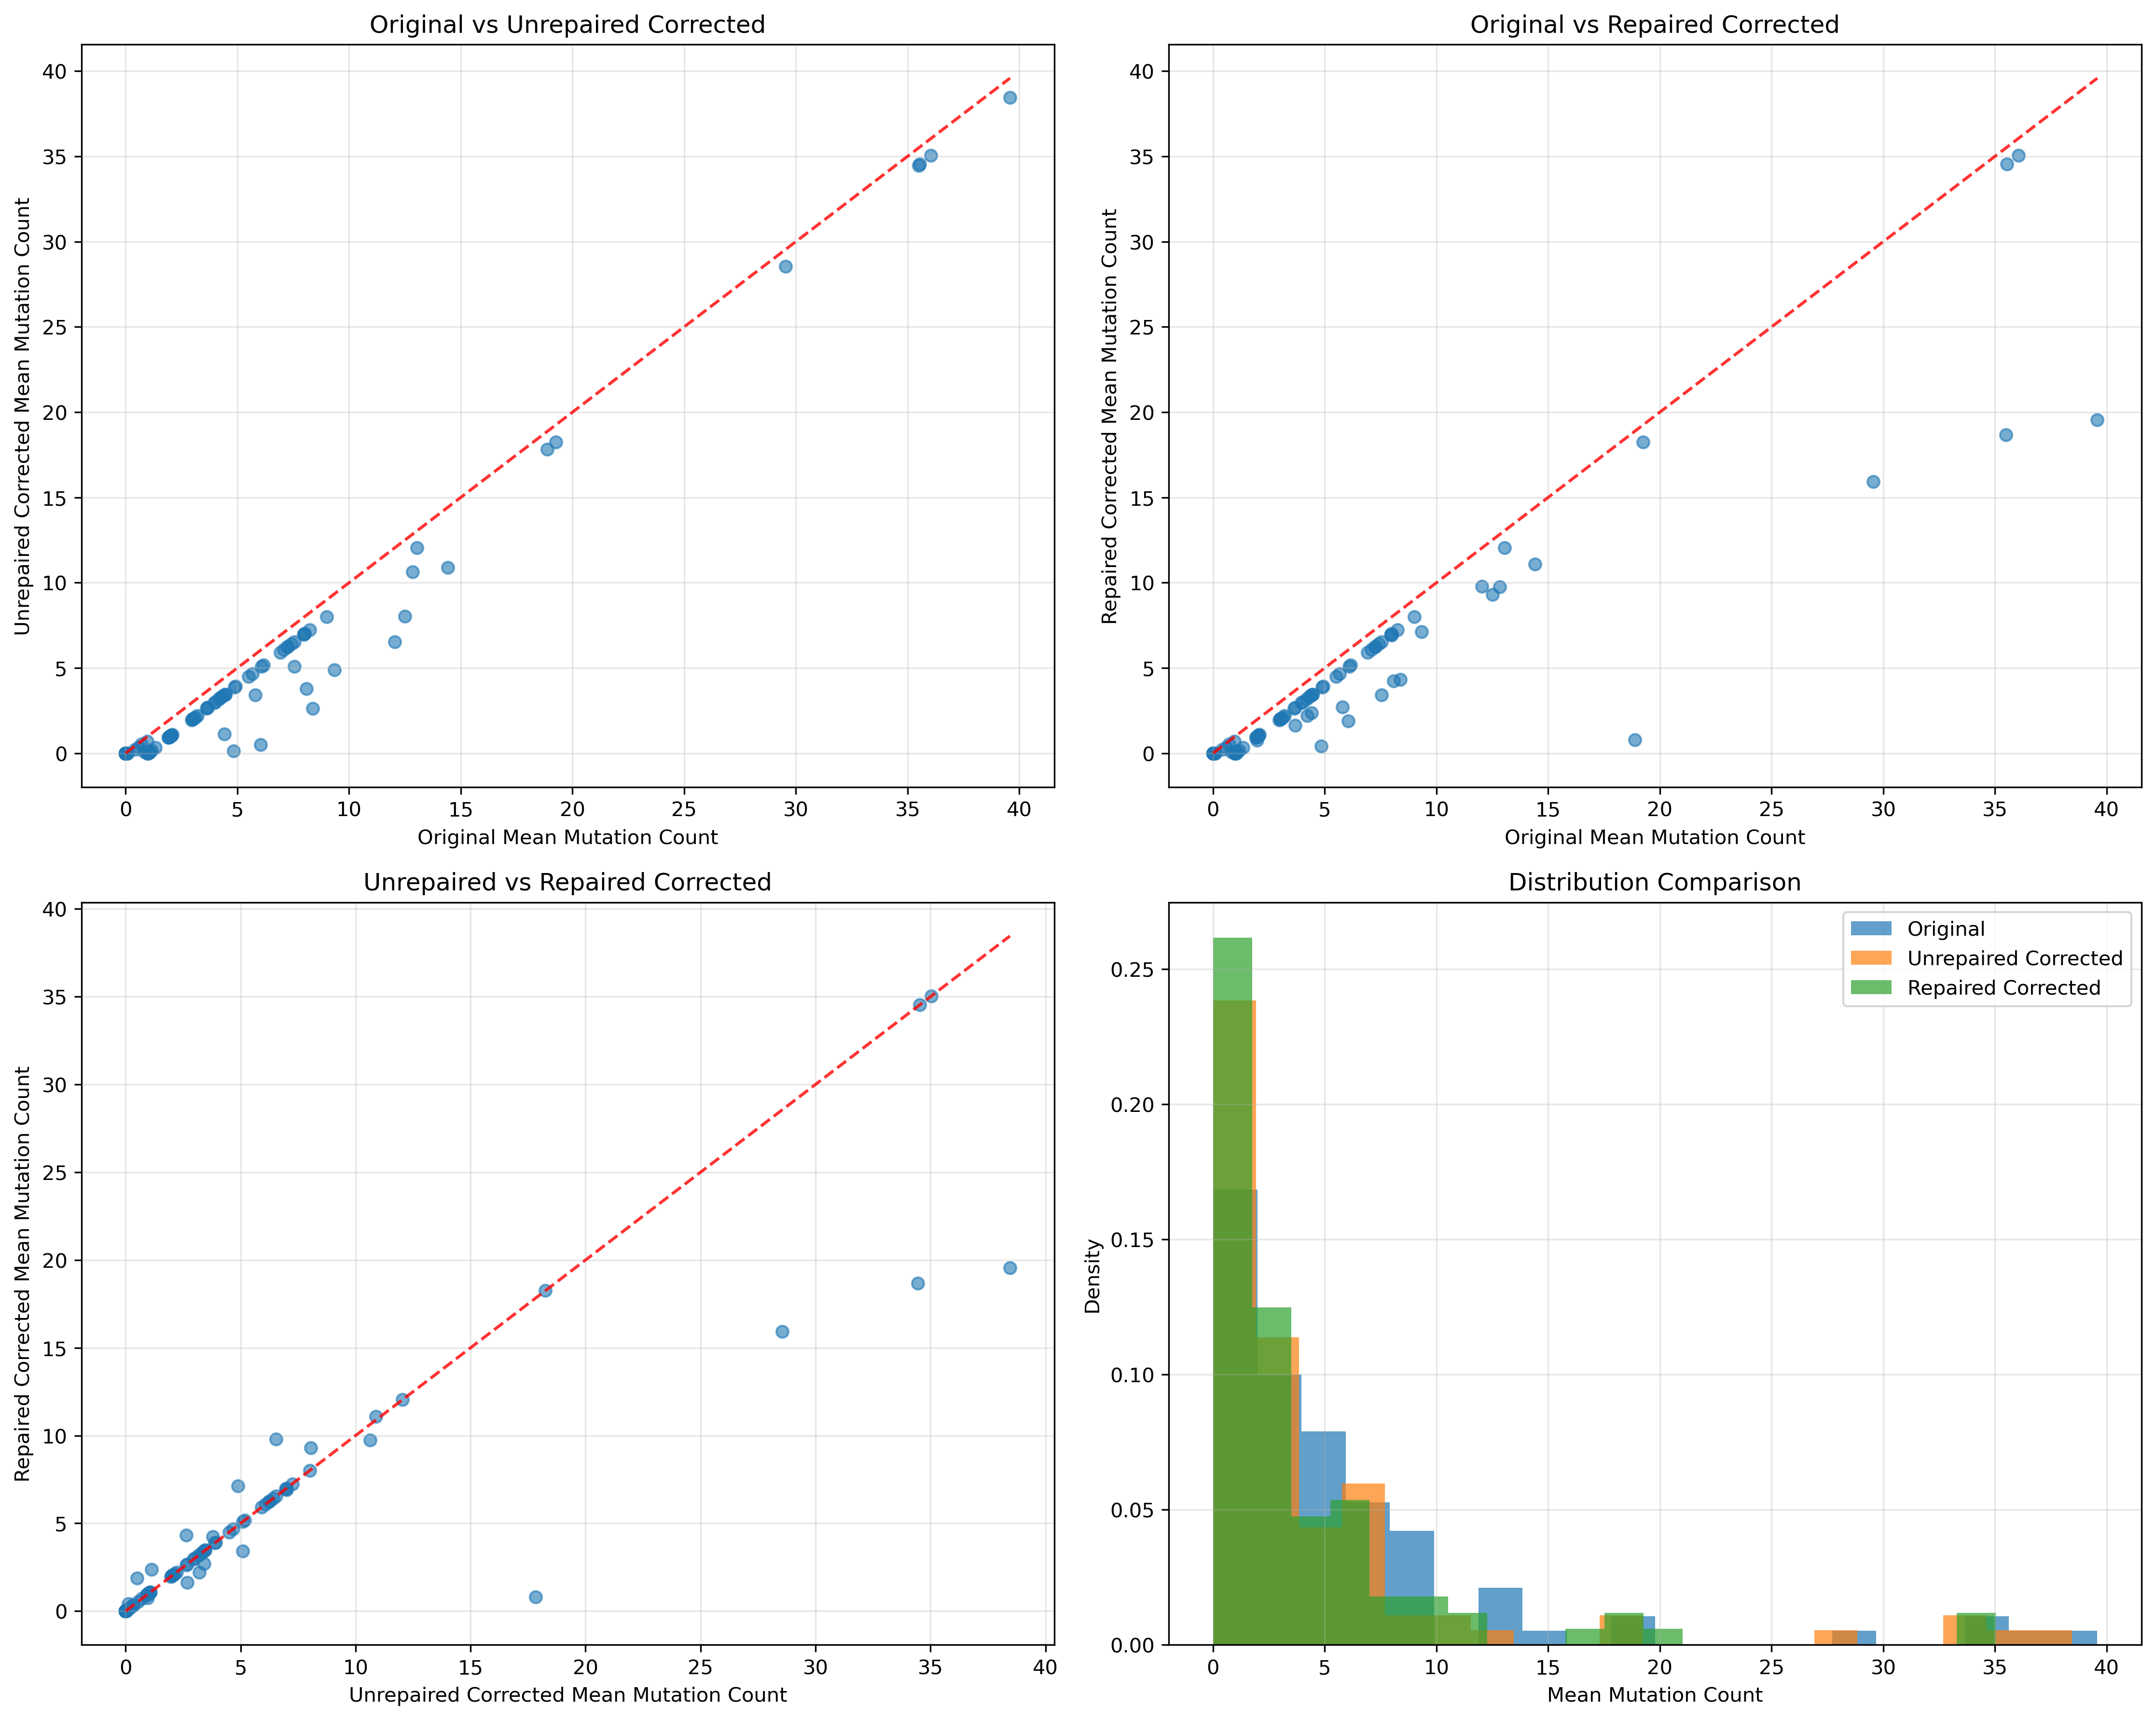 Original vs Unrepaired Corrected
Unrepaired Corrected Mean Mutation Count
40
35
30
25
20
15
10
5
0
0 5 10 15 20 25 30 35 40
Original Mean Mutation Count
Original vs Repaired Corrected
Repaired Corrected Mean Mutation Count
40
35
30
25
20
15
10
5
0
0 5 10 15 20 25 30 35 40
Original Mean Mutation Count
Unrepaired vs Repaired Corrected
Repaired Corrected Mean Mutation Count
40
35
30
25
20
15
10
5
0
0 5 10 15 20 25 30 35 40
Unrepaired Corrected Mean Mutation Count
Distribution Comparison
Density
0.25
0.20
0.15
0.10
0.05
0.00
Original
Unrepaired Corrected
Repaired Corrected
0 5 10 15 20 25 30 35 40
Mean Mutation Count